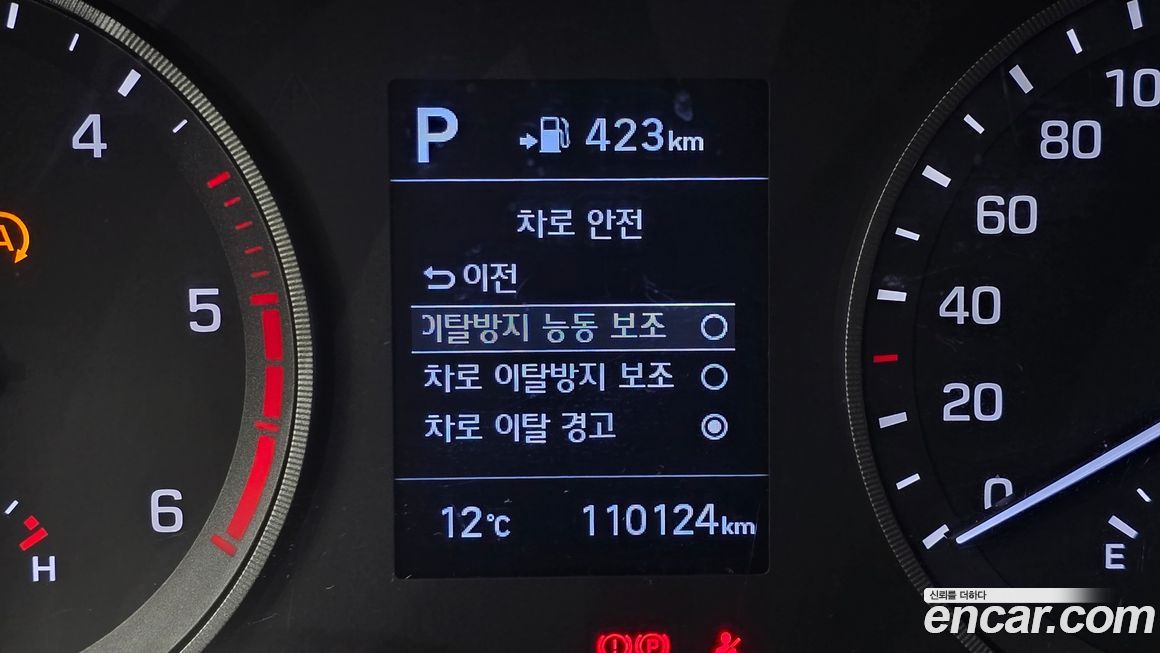 P 423km
차로 안전
이전
이탈방지 능동 보조
차로 이탈방지 보조
차로 이탈 경고
12℃ 110124km
4
5
6
H
A
100
80
60
40
20
0
E
P
신뢰를 더하다
encar.com